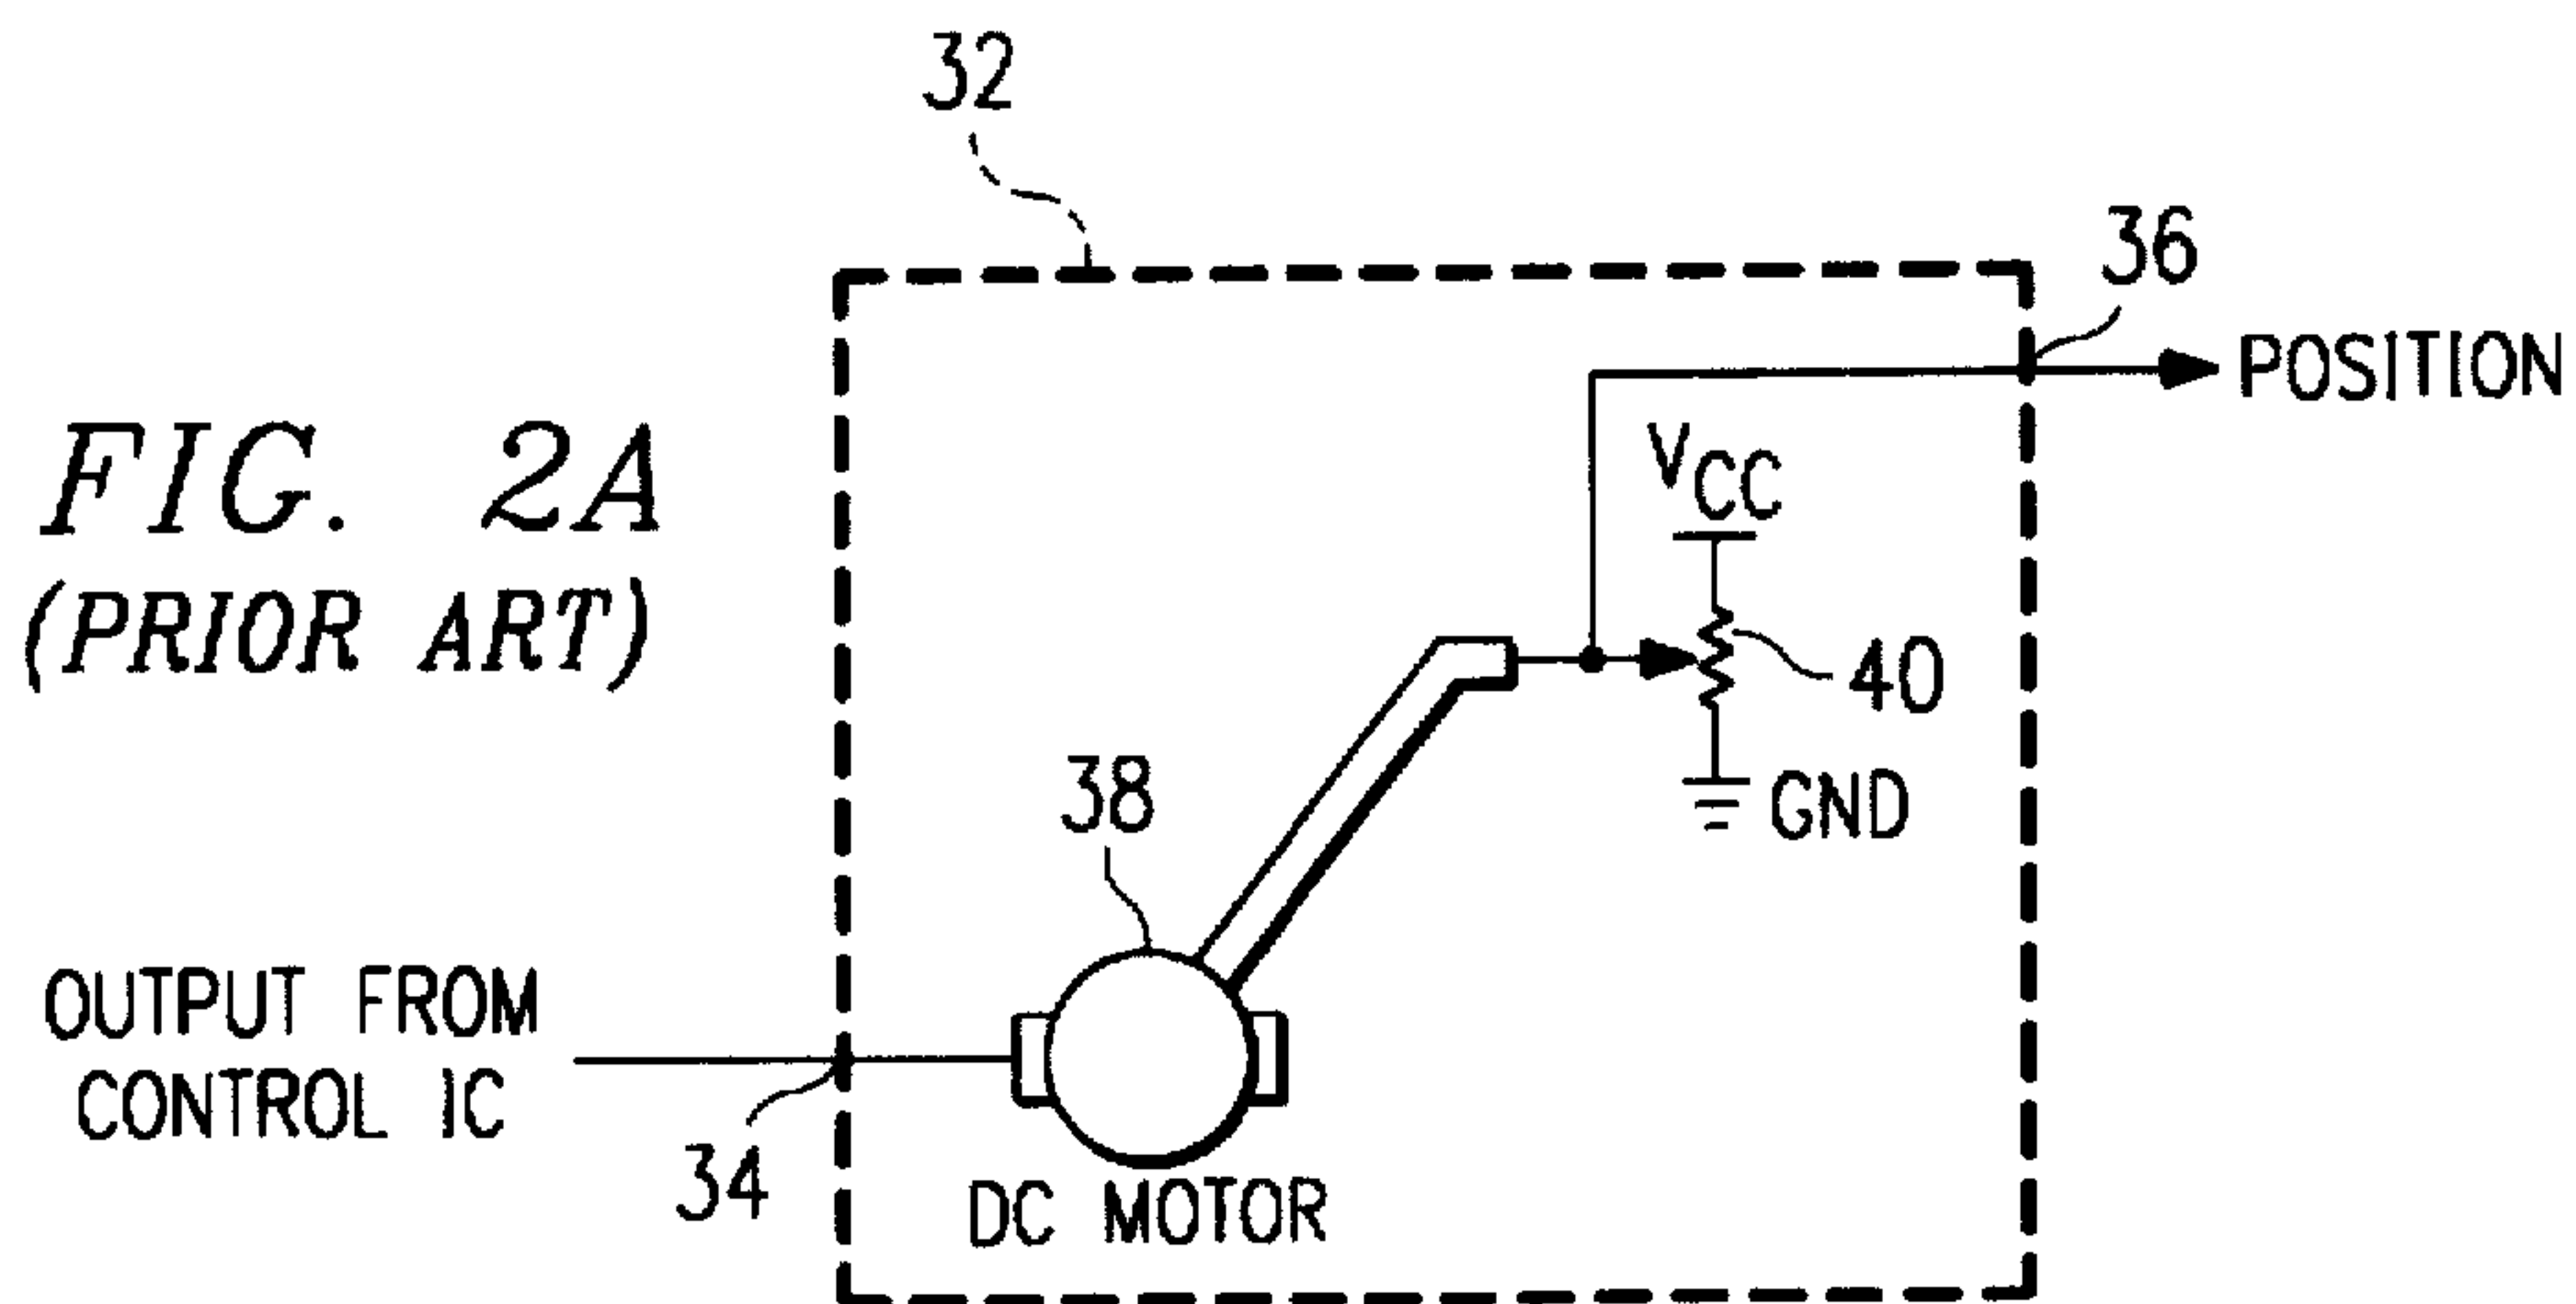 32
36
POSITION
FIG. 2A
(PRIOR ART)
VCC
40
GND
38
OUTPUT FROM
CONTROL IC
34
DC MOTOR